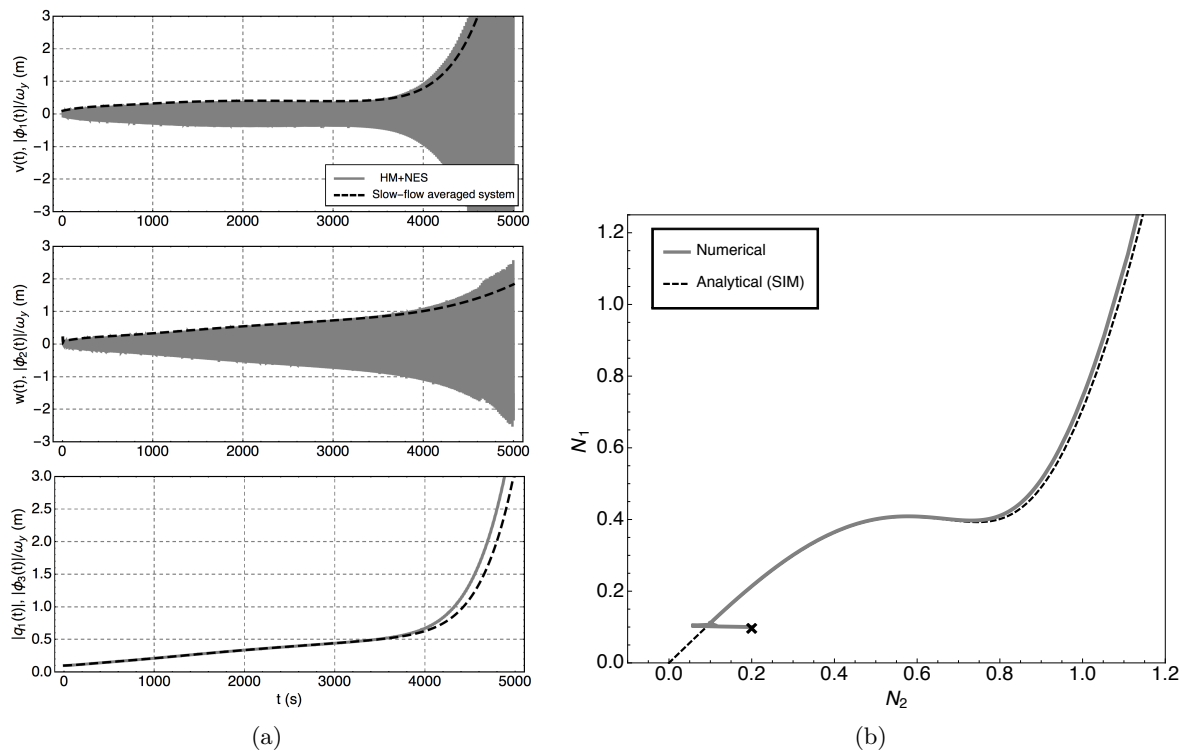 v(t), |ϕ1(t)|/ωy (m)
3
2
1
0
−1
−2
−3
HM+NES
Slow−flow averaged system
0 1000 2000 3000 4000 5000
w(t), |ϕ2(t)|/ωy (m)
3
2
1
0
−1
−2
−3
0 1000 2000 3000 4000 5000
|q1(t)|, |ϕ3(t)|/ωy (m)
3.0
2.5
2.0
1.5
1.0
0.5
0.0
0 1000 2000 3000 4000 5000
t (s)
(a)
N1
1.2
1.0
0.8
0.6
0.4
0.2
0.0
Numerical
Analytical (SIM)
0.0 0.2 0.4 0.6 0.8 1.0 1.2
N2
(b)